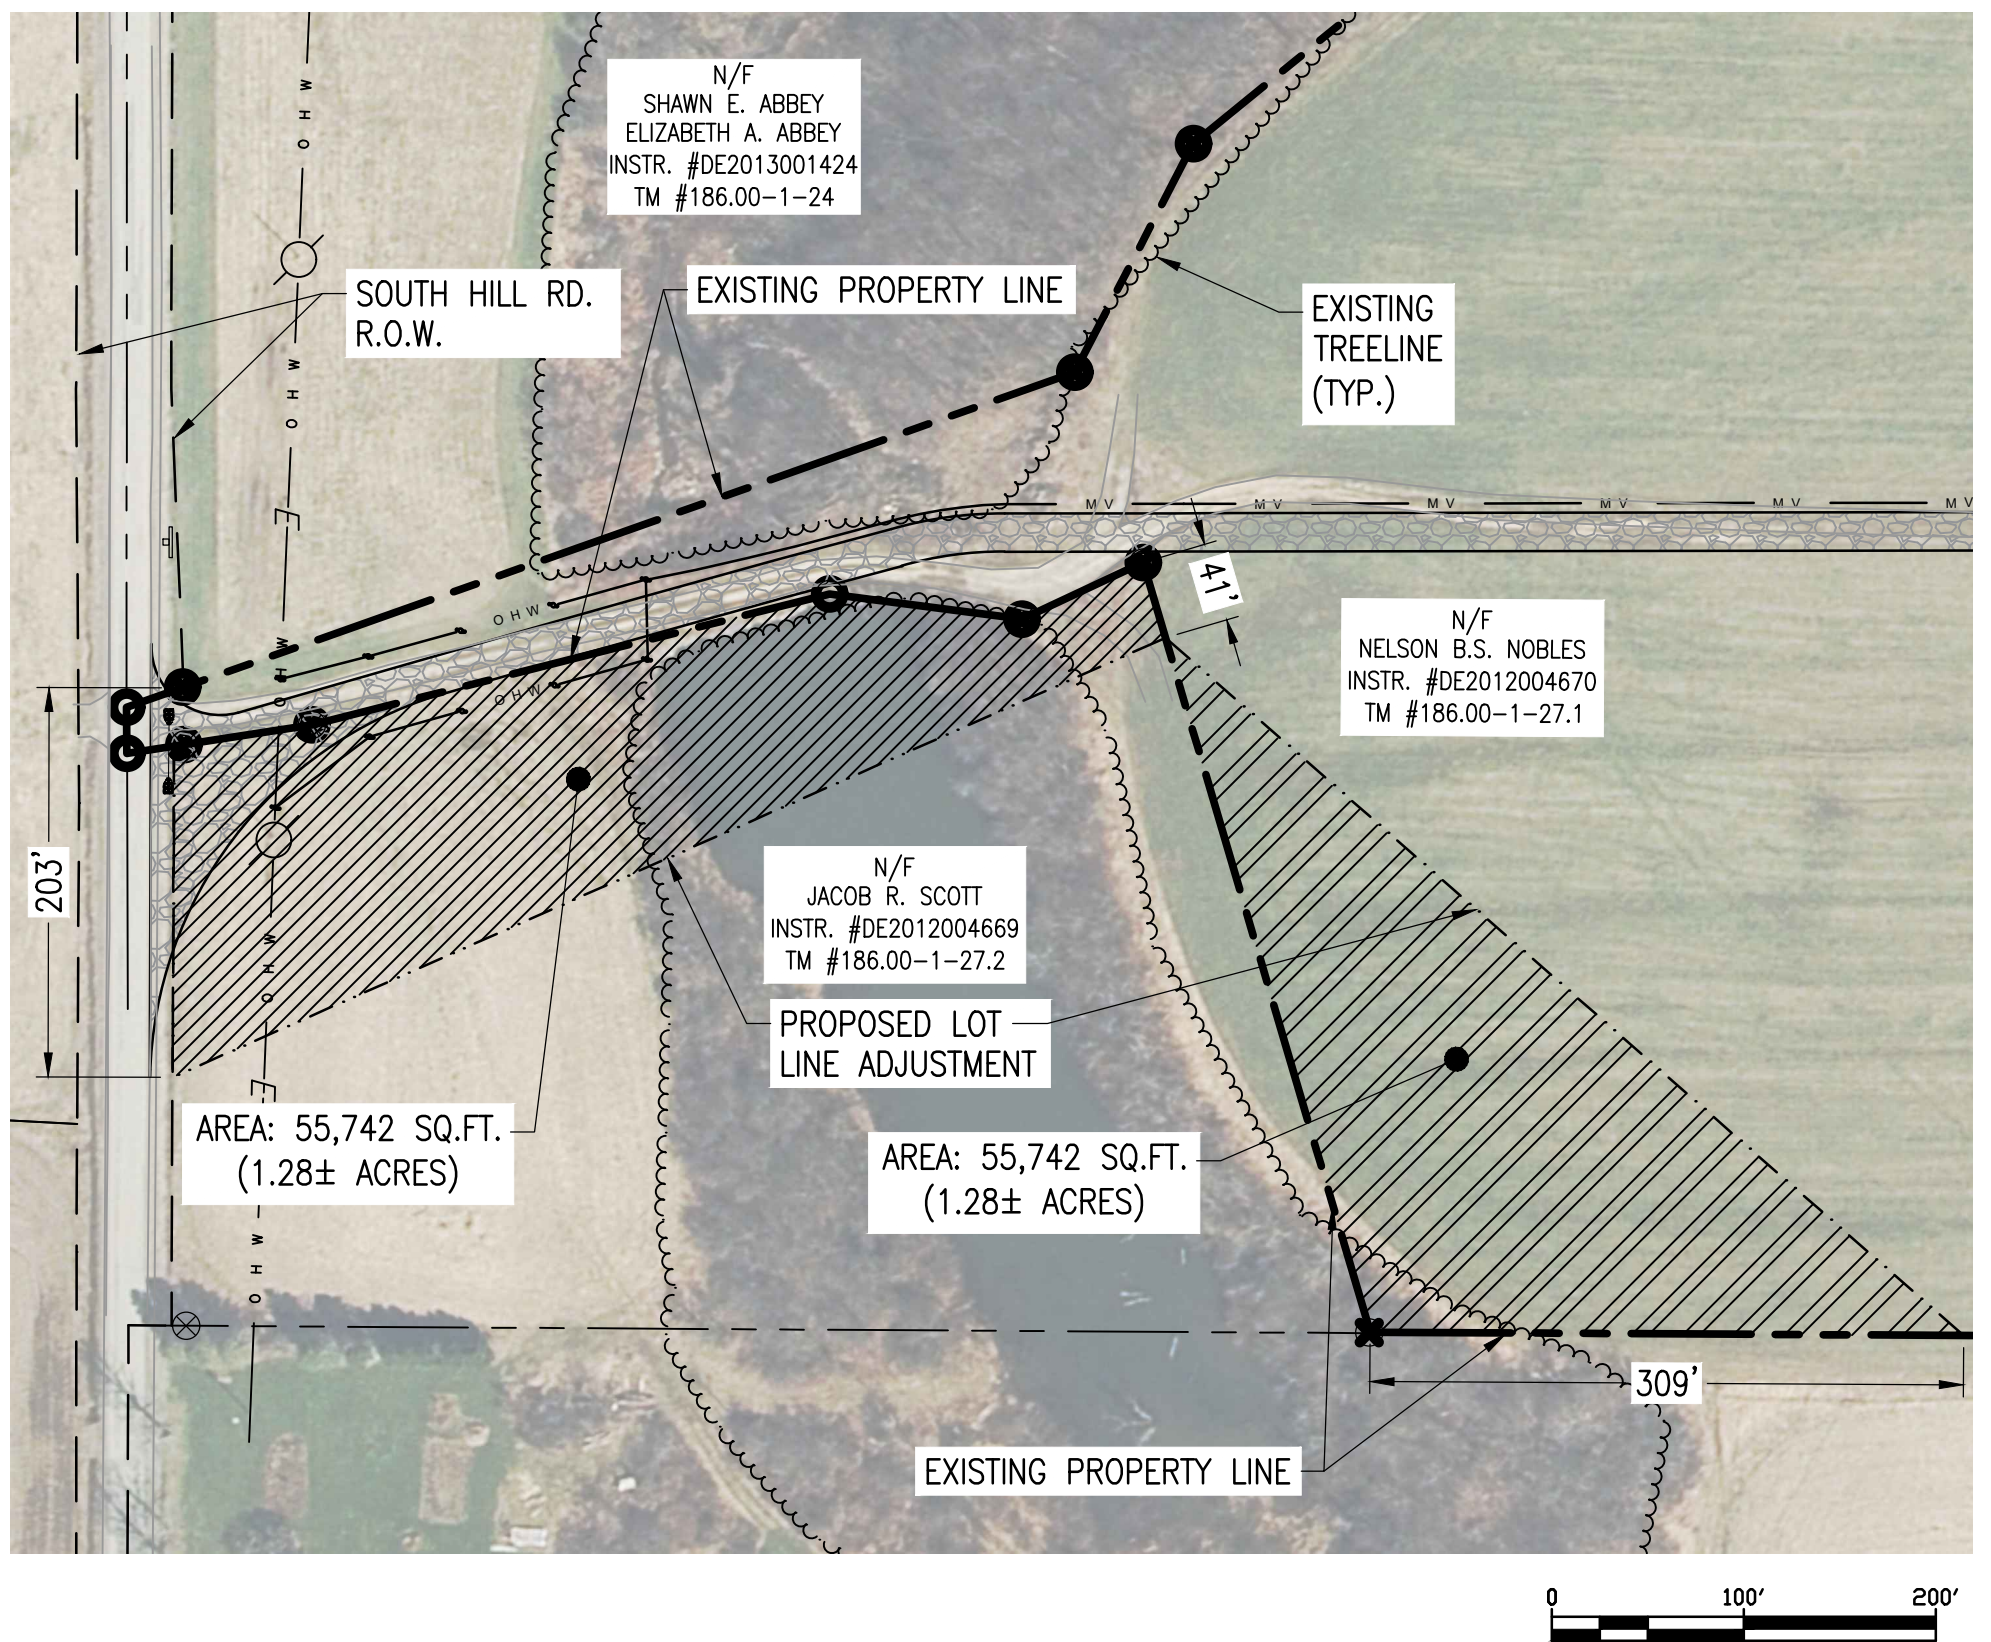 N/F
SHAWN E. ABBEY
ELIZABETH A. ABBEY
INSTR. #DE2013001424
TM #186.00-1-24
OHW
SOUTH HILL RD.
R.O.W.
EXISTING PROPERTY LINE
EXISTING
TREELINE
(TYP.)
OHW
E
MV
MV
MV
MV
MV
MV
41'
N/F
NELSON B.S. NOBLES
INSTR. #DE2012004670
TM #186.00-1-27.1
OHW
OHW
OHW
203'
N/F
JACOB R. SCOTT
INSTR. #DE2012004669
TM #186.00-1-27.2
OHW
PROPOSED LOT
LINE ADJUSTMENT
E
AREA: 55,742 SQ.FT.
(1.28± ACRES)
AREA: 55,742 SQ.FT.
(1.28± ACRES)
OHW
309'
EXISTING PROPERTY LINE
0 100' 200'